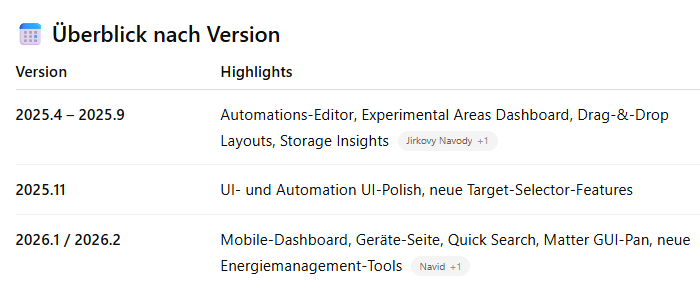 Überblick nach Version
Version Highlights
2025.4 – 2025.9 Automations-Editor, Experimental Areas Dashboard, Drag-&-Drop
Layouts, Storage Insights Jirkovy Navody +1
2025.11 UI- und Automation UI-Polish, neue Target-Selector-Features
2026.1 / 2026.2 Mobile-Dashboard, Geräte-Seite, Quick Search, Matter GUI-Pan, neue
Energiemanagement-Tools Navid +1